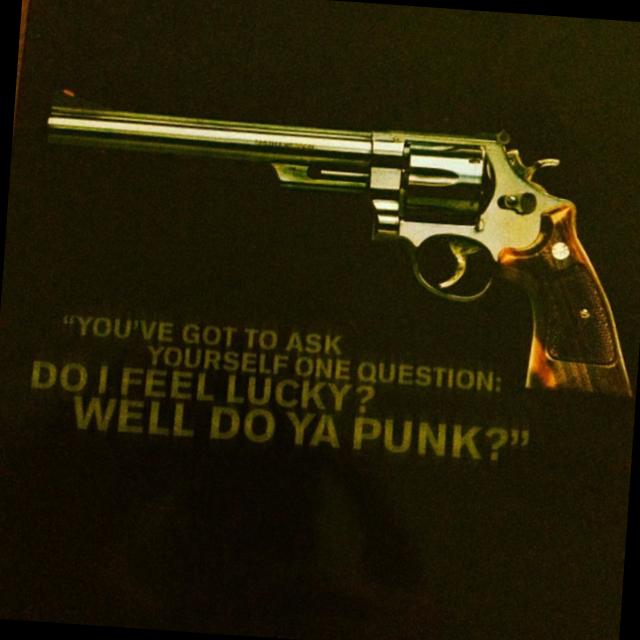 "YOU'VE GOT TO ASK
YOURSELF ONE QUESTION:
DO I FEEL LUCKY?
WELL DO YA PUNK?"